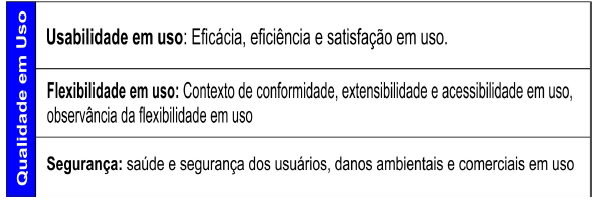 Qualidade em Uso
Usabilidade em uso: Eficácia, eficiência e satisfação em uso.
Flexibilidade em uso: Contexto de conformidade, extensibilidade e acessibilidade em uso,
observância da flexibilidade em uso
Segurança: saúde e segurança dos usuários, danos ambientais e comerciais em uso